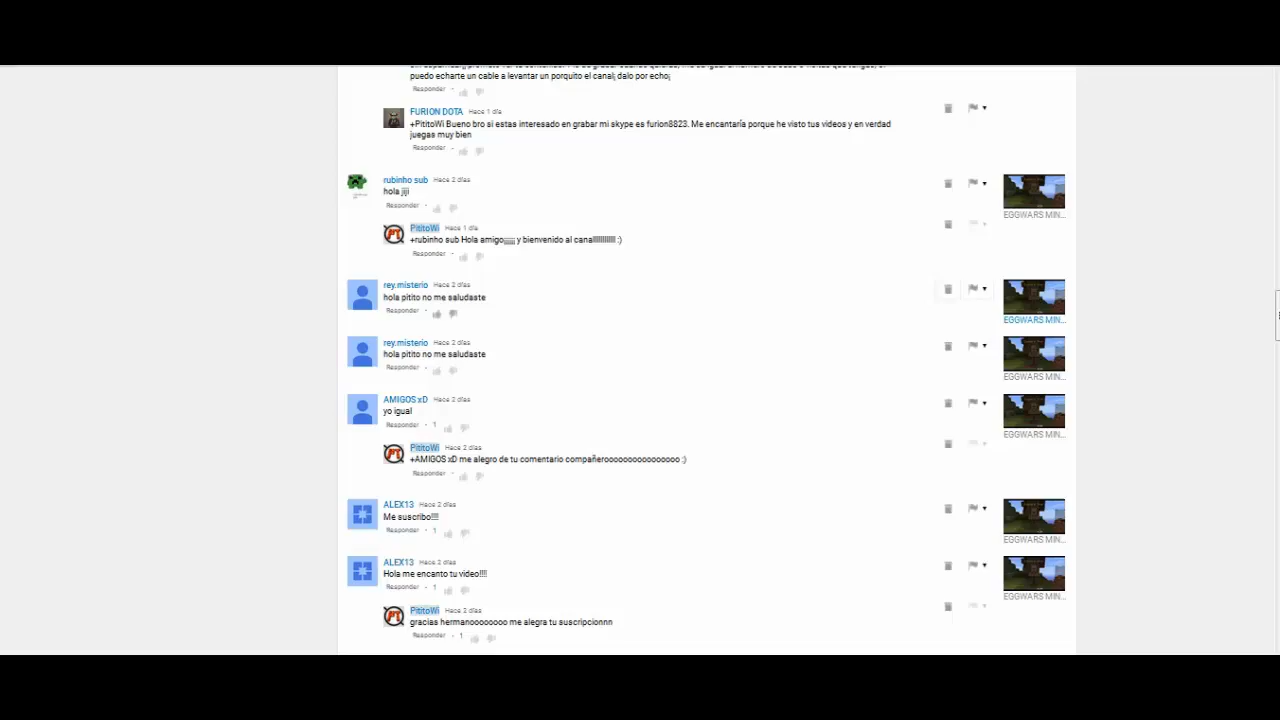 puedo echarte un cable a levantar un porquito el canal¡ dalo por echo¡
Responder
FURION DOTA Hace 1 día
+PititoWi Bueno bro si estas interesado en grabar mi skype es furion8823. Me encantaría porque he visto tus videos y en verdad
juegas muy bien
Responder
rubinho sub Hace 2 días
hola jiji
Responder
EGGWARS MIN...
PititoWi Hace 1 día
+rubinho sub Hola amigo¡¡¡¡¡¡ y bienvenido al canallllllllllll :)
Responder
rey.misterio Hace 2 días
hola pitito no me saludaste
Responder
EGGWARS MIN...
rey.misterio Hace 2 días
hola pitito no me saludaste
Responder
EGGWARS MIN...
AMIGOS xD Hace 2 días
yo igual
Responder · 1
EGGWARS MIN...
PititoWi Hace 2 días
+AMIGOS xD me alegro de tu comentario compañerooooooooooooooooo :)
Responder
ALEX13 Hace 2 días
Me suscribo!!!!
Responder · 1
EGGWARS MIN...
ALEX13 Hace 2 días
Hola me encanto tu video!!!!
Responder · 1
EGGWARS MIN...
PititoWi Hace 2 días
gracias hermanoooooooo me alegra tu suscripcionnn
Responder · 1